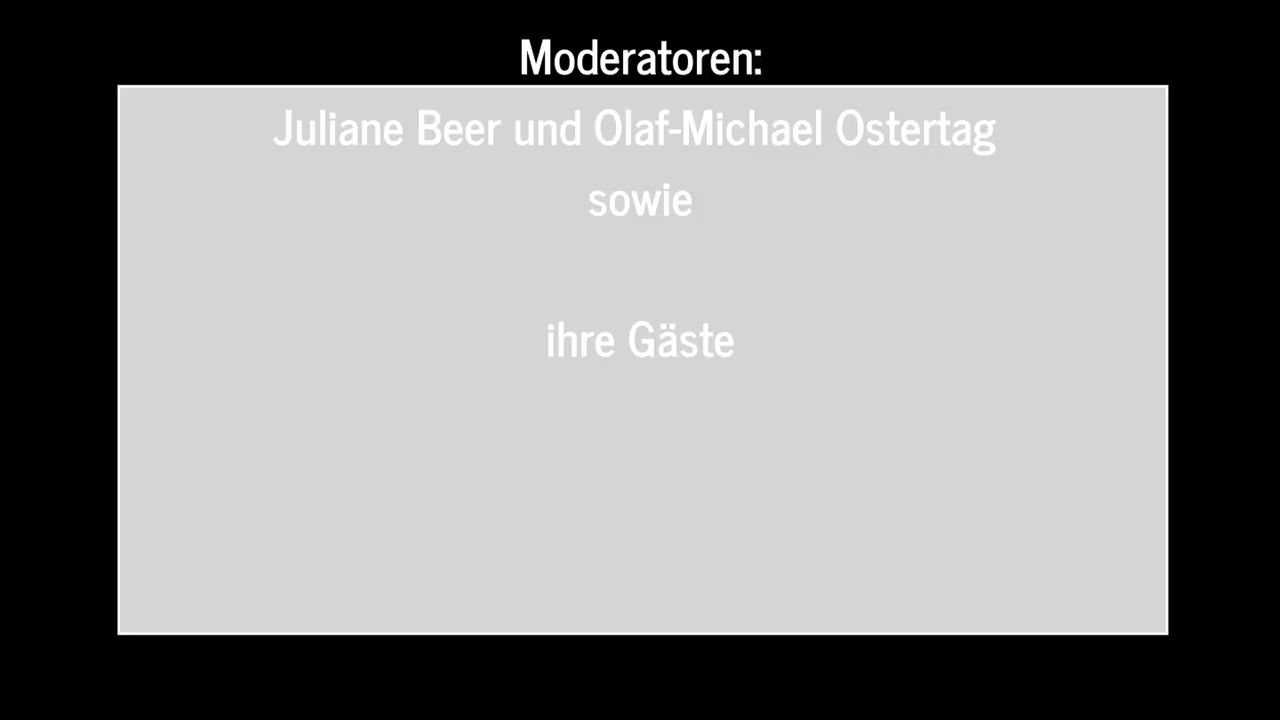 Moderatoren:
Juliane Beer und Olaf-Michael Ostertag
sowie
ihre Gäste